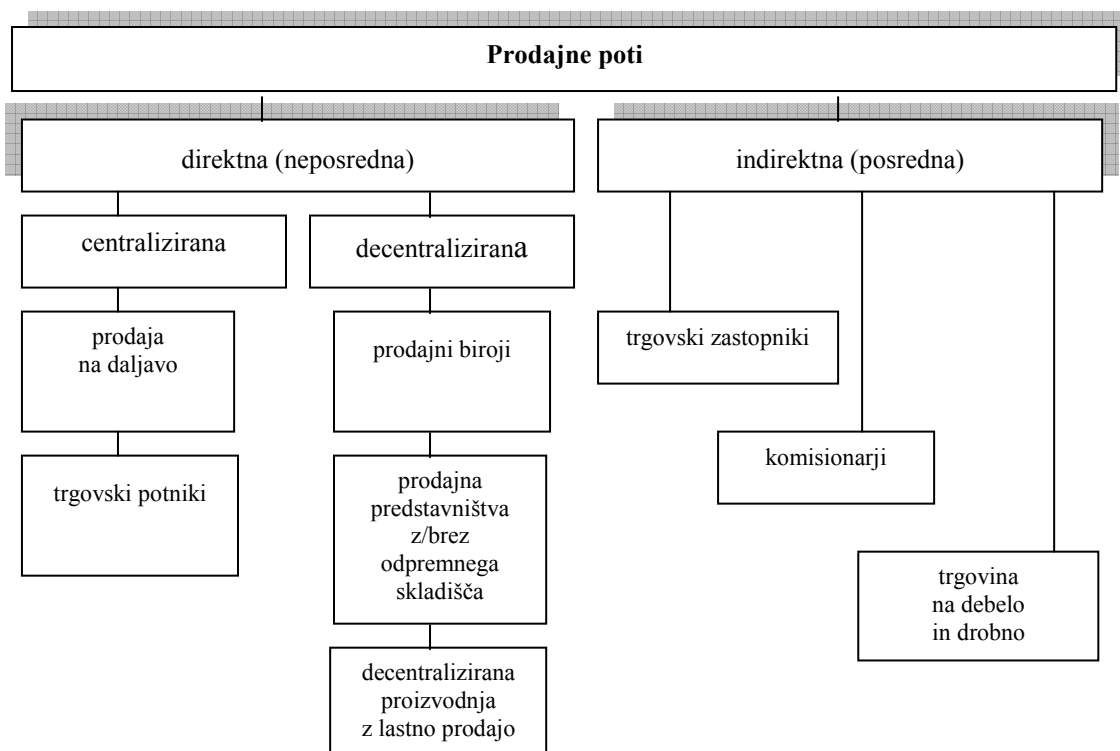 Prodajne poti
direktna (neposredna)
indirektna (posredna)
centralizirana
decentralizirana
prodaja
na daljavo
prodajni biroji
trgovski zastopniki
komisionarji
trgovski potniki
prodajna
predstavništva
z/brez
odpremnega
skladišča
trgovina
na debelo
in drobno
decentralizirana
proizvodnja
z lastno prodajo